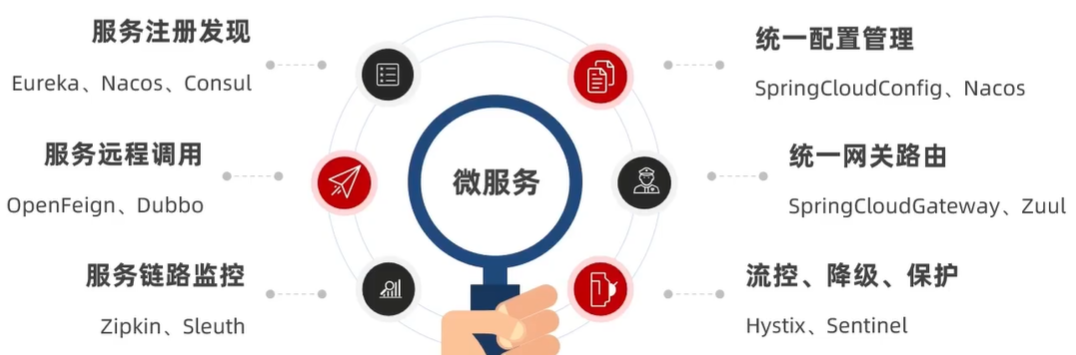 服务注册发现
Eureka、Nacos、Consul
统一配置管理
SpringCloudConfig、Nacos
服务远程调用
OpenFeign、Dubbo
微服务
统一网关路由
SpringCloudGateway、Zuul
服务链路监控
Zipkin、Sleuth
流控、降级、保护
Hystix、Sentinel